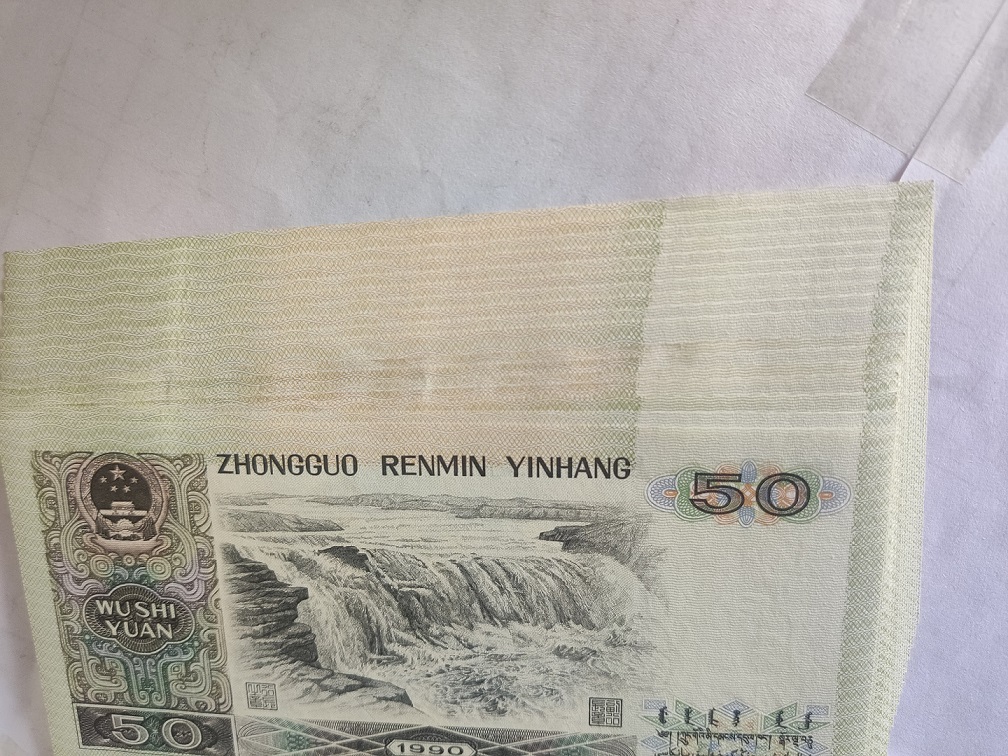 ZHONGGUO RENMIN YINHANG
50
WU SHI
YUAN
50
1990